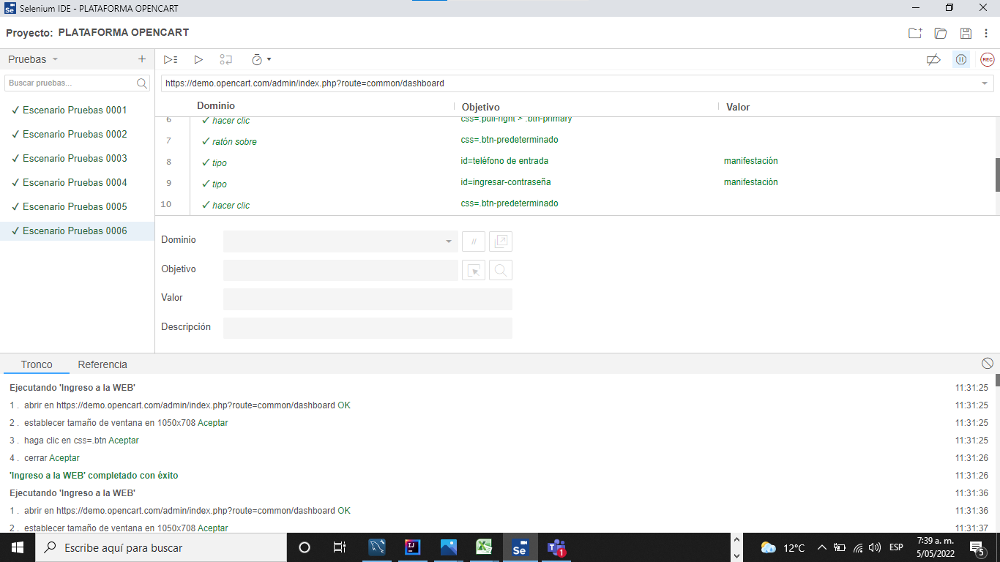 Selenium IDE - PLATAFORMA OPENCART
Proyecto: PLATAFORMA OPENCART
Pruebas
REC
Buscar pruebas...
https://demo.opencart.com/admin/index.php?route=common/dashboard
Escenario Pruebas 0001
Escenario Pruebas 0002
Escenario Pruebas 0003
Escenario Pruebas 0004
Escenario Pruebas 0005
Escenario Pruebas 0006
Dominio Objetivo Valor
6 hacer clic css=.pull-right > .btn-primary
7 ratón sobre css=.btn-predeterminado
8 tipo id=teléfono de entrada manifestación
9 tipo id=ingresar-contraseña manifestación
10 hacer clic css=.btn-predeterminado
Dominio //
Objetivo
Valor
Descripción
Tronco Referencia
Ejecutando 'Ingreso a la WEB' 11:31:25
1 . abrir en https://demo.opencart.com/admin/index.php?route=common/dashboard OK 11:31:25
2 . establecer tamaño de ventana en 1050x708 Aceptar 11:31:25
3 . haga clic en css=.btn Aceptar 11:31:25
4 . cerrar Aceptar 11:31:26
'Ingreso a la WEB' completado con éxito 11:31:26
Ejecutando 'Ingreso a la WEB' 11:31:36
1 . abrir en https://demo.opencart.com/admin/index.php?route=common/dashboard OK 11:31:36
2 . establecer tamaño de ventana en 1050x708 Aceptar 11:31:37
Escribe aquí para buscar
IJ
Se
1
12°C
ESP
7:39 a. m.
5/05/2022
5